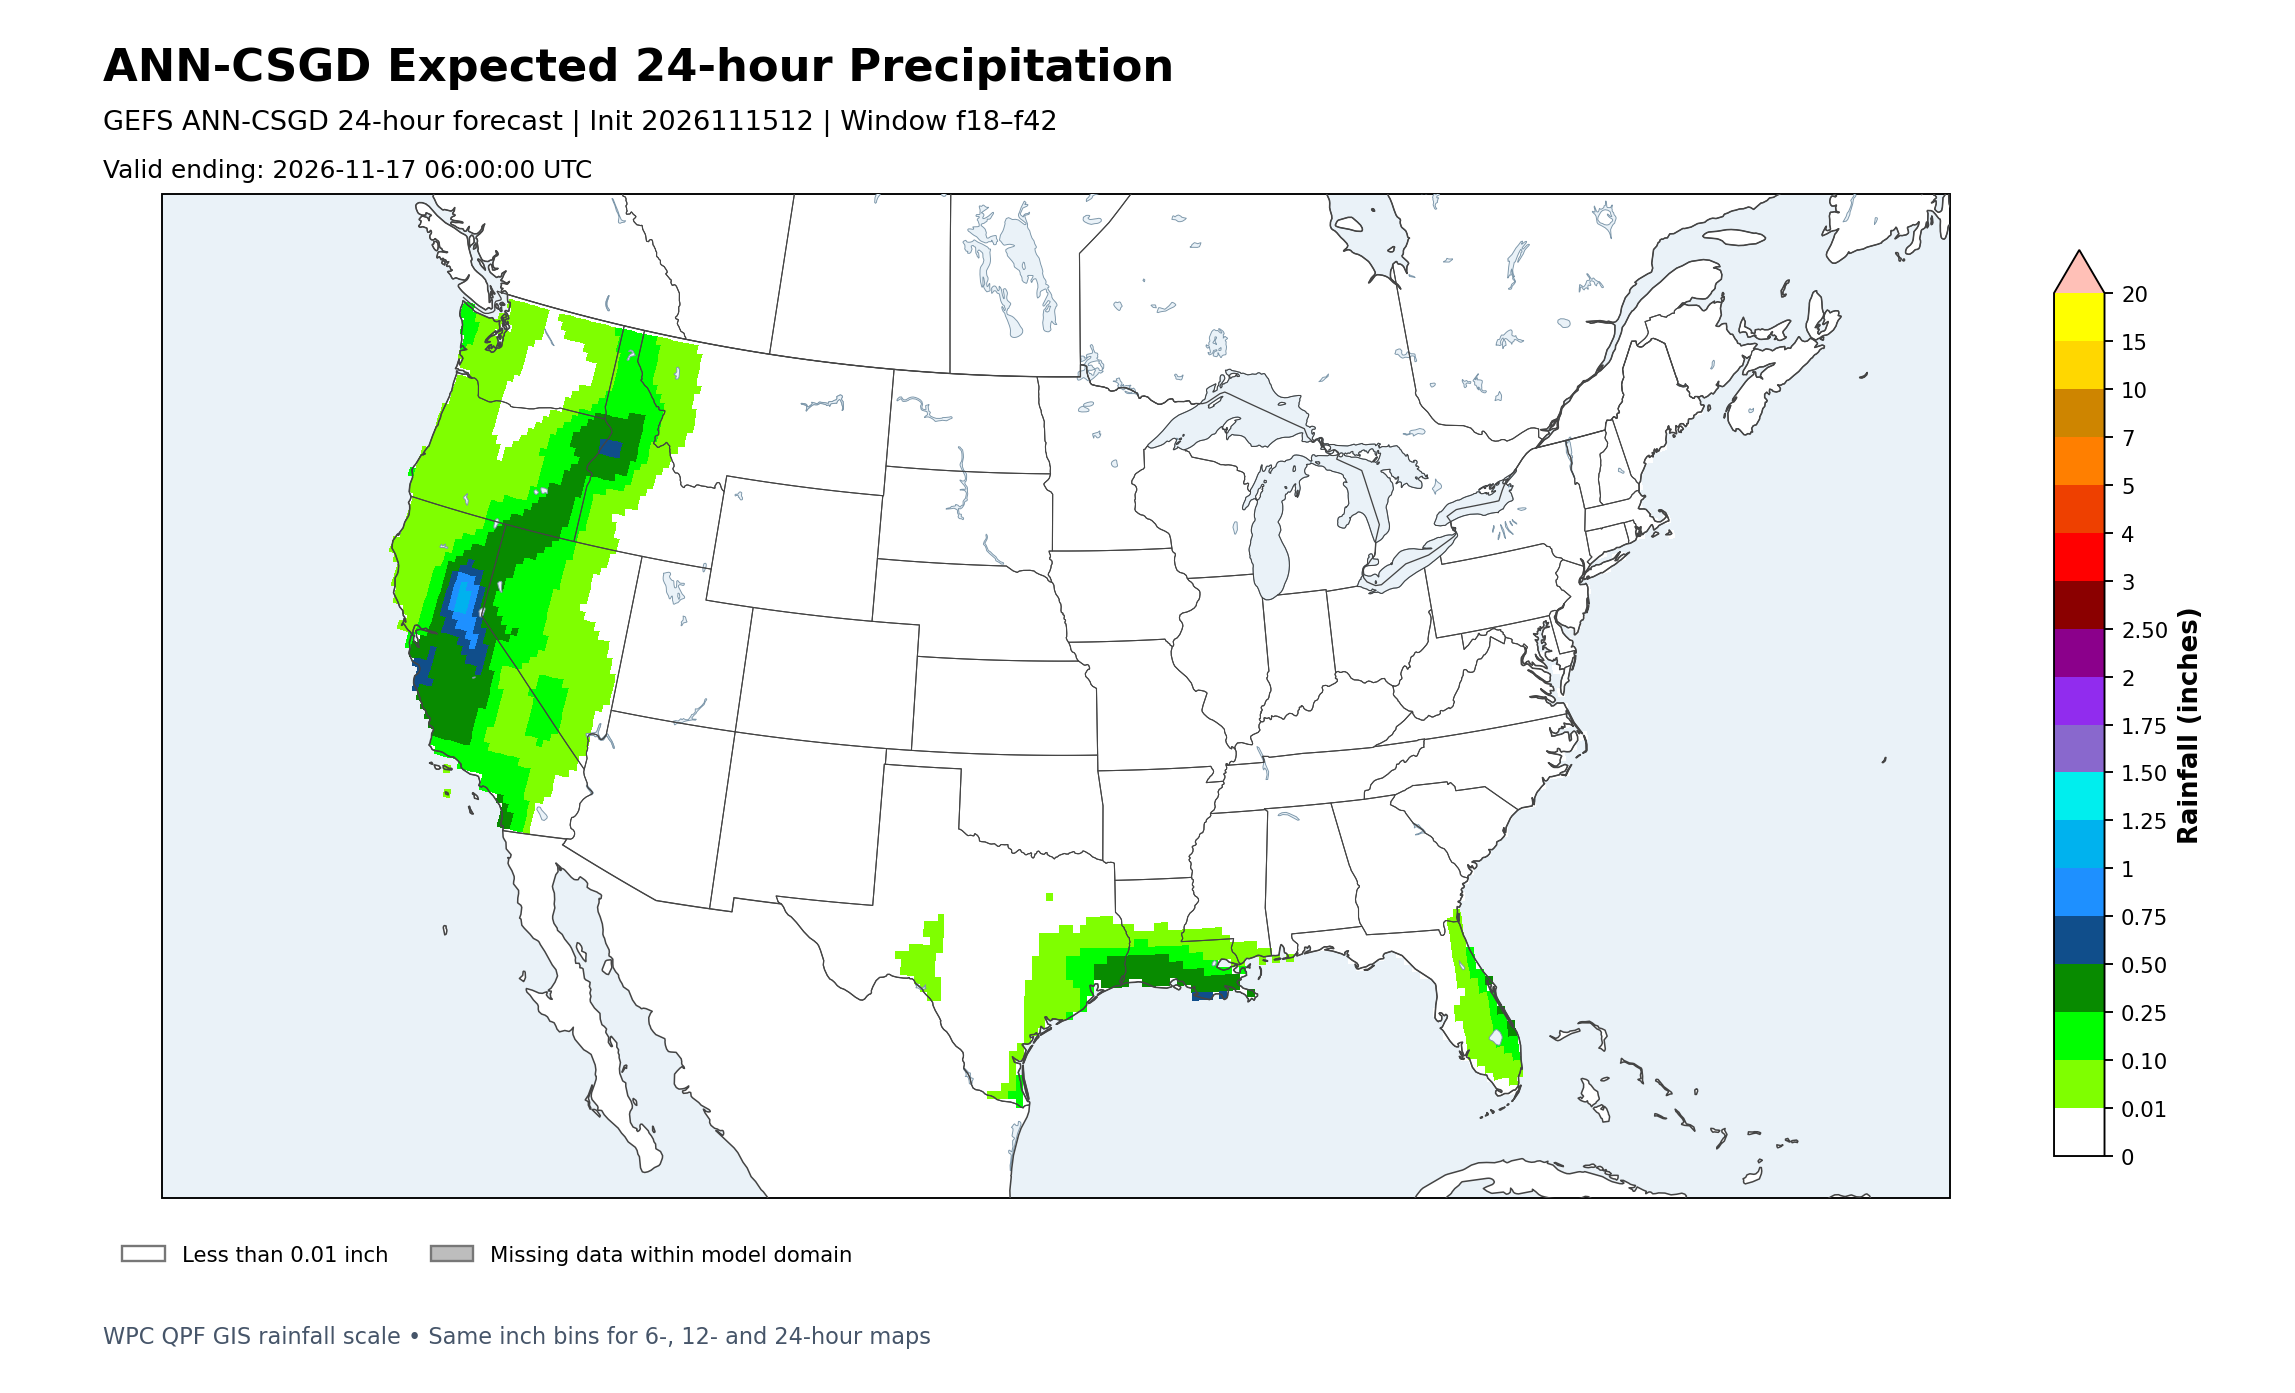 ANN-CSGD Expected 24-hour Precipitation
GEFS ANN-CSGD 24-hour forecast | Init 2026111512 | Window f18–f42
Valid ending: 2026-11-17 06:00:00 UTC
20
15
10
7
5
4
3
2.50
2
1.75
1.50
1.25
1
0.75
0.50
0.25
0.10
0.01
0
Rainfall (inches)
Less than 0.01 inch
Missing data within model domain
WPC QPF GIS rainfall scale • Same inch bins for 6-, 12- and 24-hour maps